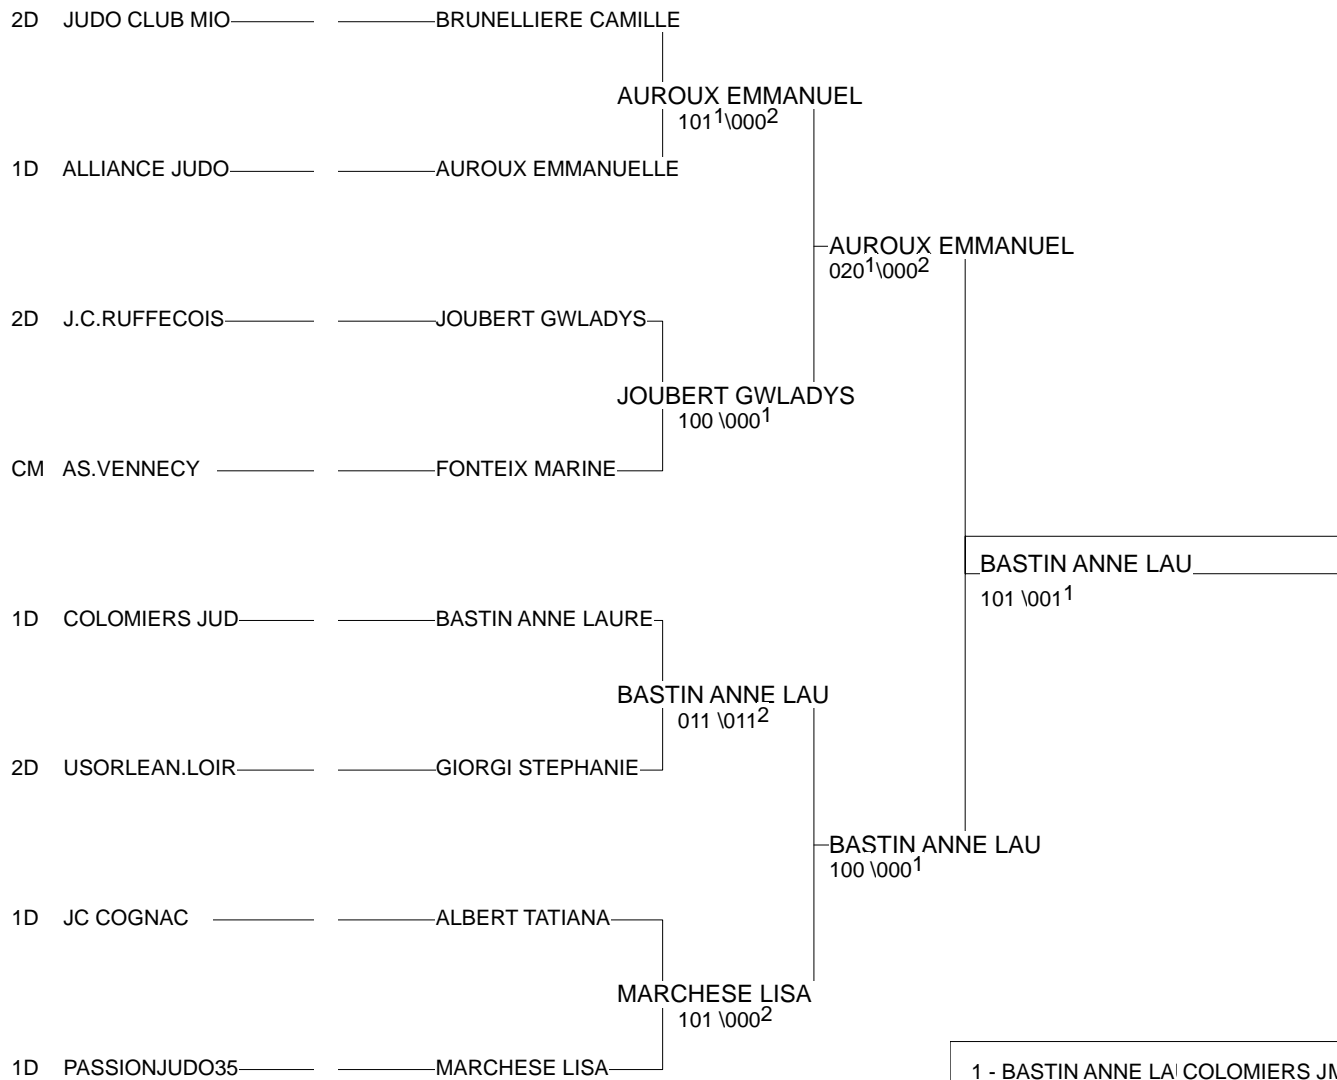 2D JUDO CLUB MIO BRUNELLIERE CAMILLE
AUROUX EMMANUEL
101¹\000²
1D ALLIANCE JUDO AUROUX EMMANUELLE
AUROUX EMMANUEL
020¹\000²
2D J.C.RUFFECOIS JOUBERT GWLADYS
JOUBERT GWLADYS
100 \000¹
CM AS.VENNECY FONTEIX MARINE
BASTIN ANNE LAU
101 \001¹
1D COLOMIERS JUD BASTIN ANNE LAURE
BASTIN ANNE LAU
011 \011²
2D USORLEAN.LOIR GIORGI STEPHANIE
BASTIN ANNE LAU
100 \000¹
1D JC COGNAC ALBERT TATIANA
MARCHESE LISA
101 \000²
1D PASSIONJUDO35 MARCHESE LISA
1 - BASTIN ANNE LA COLOMIERS